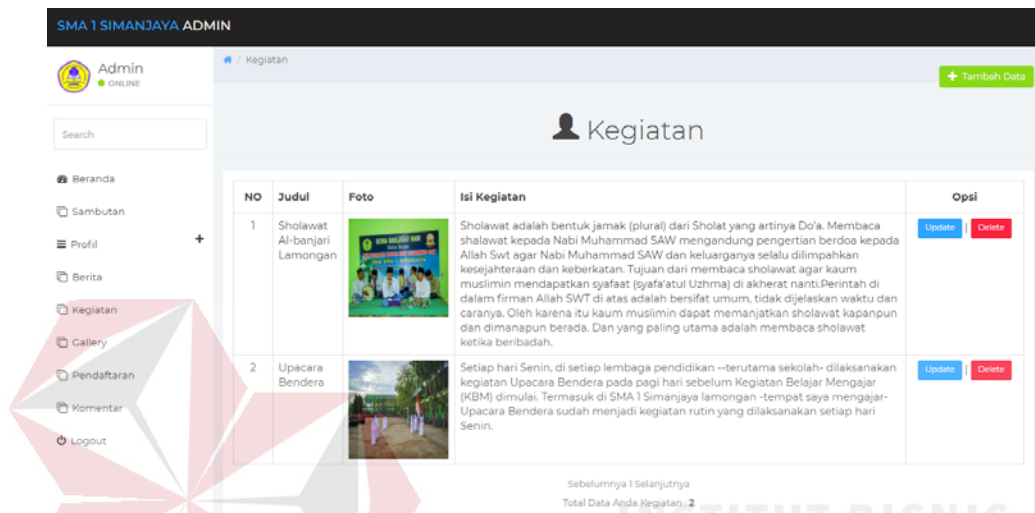 SMA 1 SIMANJAYA ADMIN
Admin
ONLINE
/ Kegiatan
+ Tambah Data
Search
Kegiatan
Beranda
Sambutan
Profil +
Berita
Kegiatan
Gallery
Pendaftaran
Komentar
Logout
NO Judul Foto Isi Kegiatan Opsi
1 Sholawat Al-banjari Lamongan
Sholawat adalah bentuk jamak (plural) dari Sholat yang artinya Do'a. Membaca
shalawat kepada Nabi Muhammad SAW mengandung pengertian berdoa kepada
Allah Swt agar Nabi Muhammad SAW dan keluarganya selalu dilimpahkan
kesejahteraan dan keberkatan. Tujuan dari membaca sholawat agar kaum
muslimin mendapatkan syafaat (syafa'atul Uzhma) di akherat nanti.Perintah di
dalam firman Allah SWT di atas adalah bersifat umum, tidak dijelaskan waktu dan
caranya. Oleh karena itu kaum muslimin dapat memanjatkan sholawat kapanpun
dan dimanapun berada. Dan yang paling utama adalah membaca sholawat
ketika beribadah.
Update | Delete
2 Upacara Bendera
Setiap hari Senin, di setiap lembaga pendidikan --terutama sekolah- dilaksanakan
kegiatan Upacara Bendera pada pagi hari sebelum Kegiatan Belajar Mengajar
(KBM) dimulai. Termasuk di SMA 1 Simanjaya lamongan -tempat saya mengajar-
Upacara Bendera sudah menjadi kegiatan rutin yang dilaksanakan setiap hari
Senin.
Update | Delete
Sebelumnya 1 Selanjutnya
Total Data Anda Kegiatan : 2
INSTITUT BISNIS